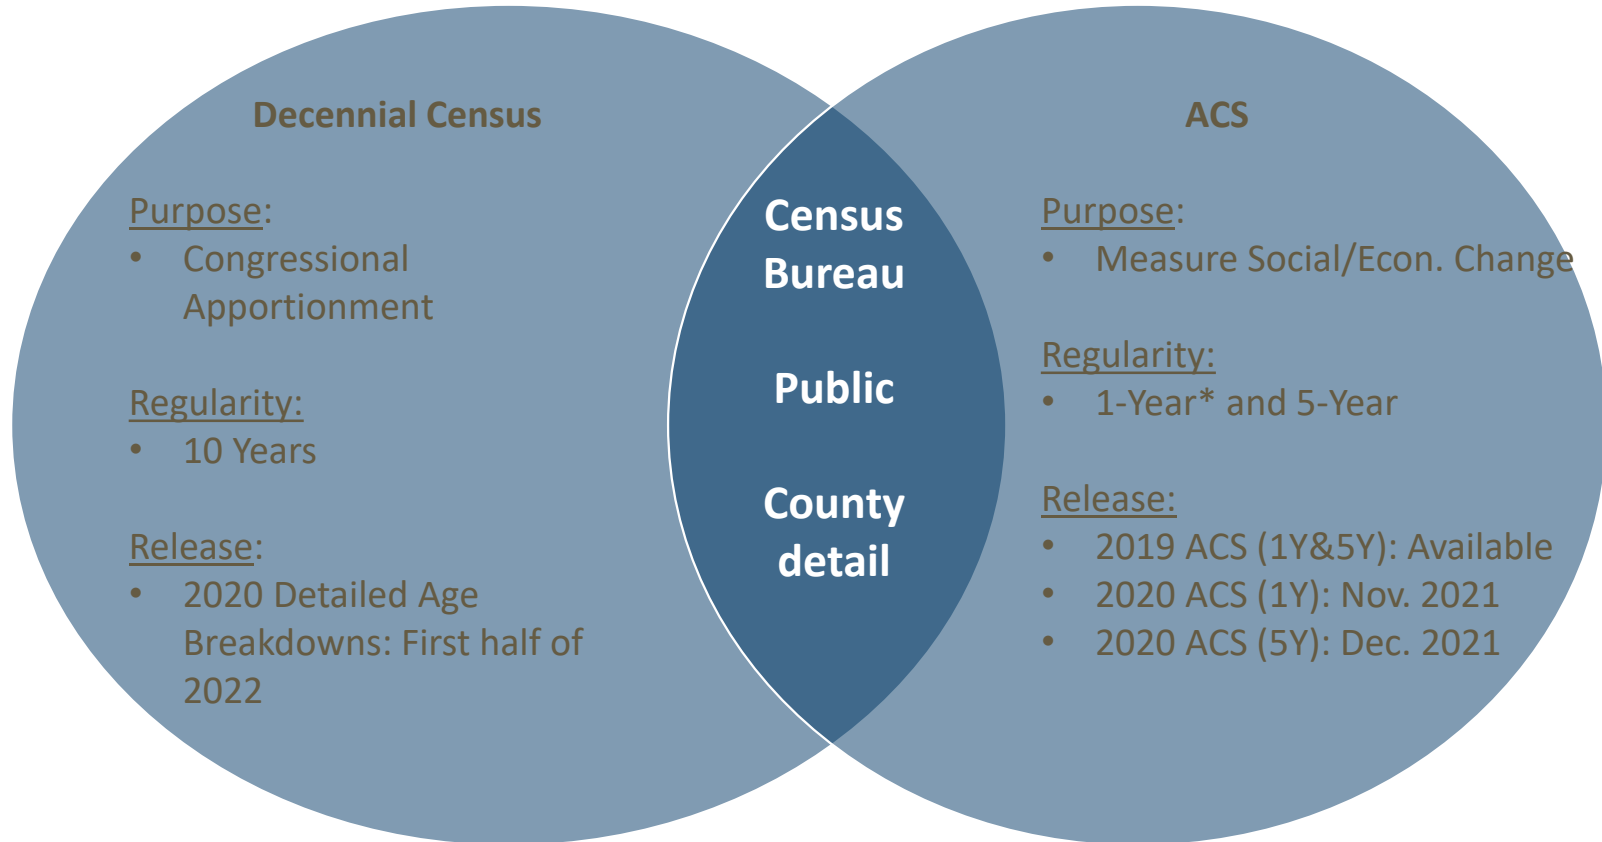 Decennial Census
Purpose:
• Congressional
Apportionment
Regularity:
• 10 Years
Release:
• 2020 Detailed Age
Breakdowns: First half of
2022
Census
Bureau
Public
County
detail
ACS
Purpose:
• Measure Social/Econ. Change
Regularity:
• 1-Year* and 5-Year
Release:
• 2019 ACS (1Y&5Y): Available
• 2020 ACS (1Y): Nov. 2021
• 2020 ACS (5Y): Dec. 2021